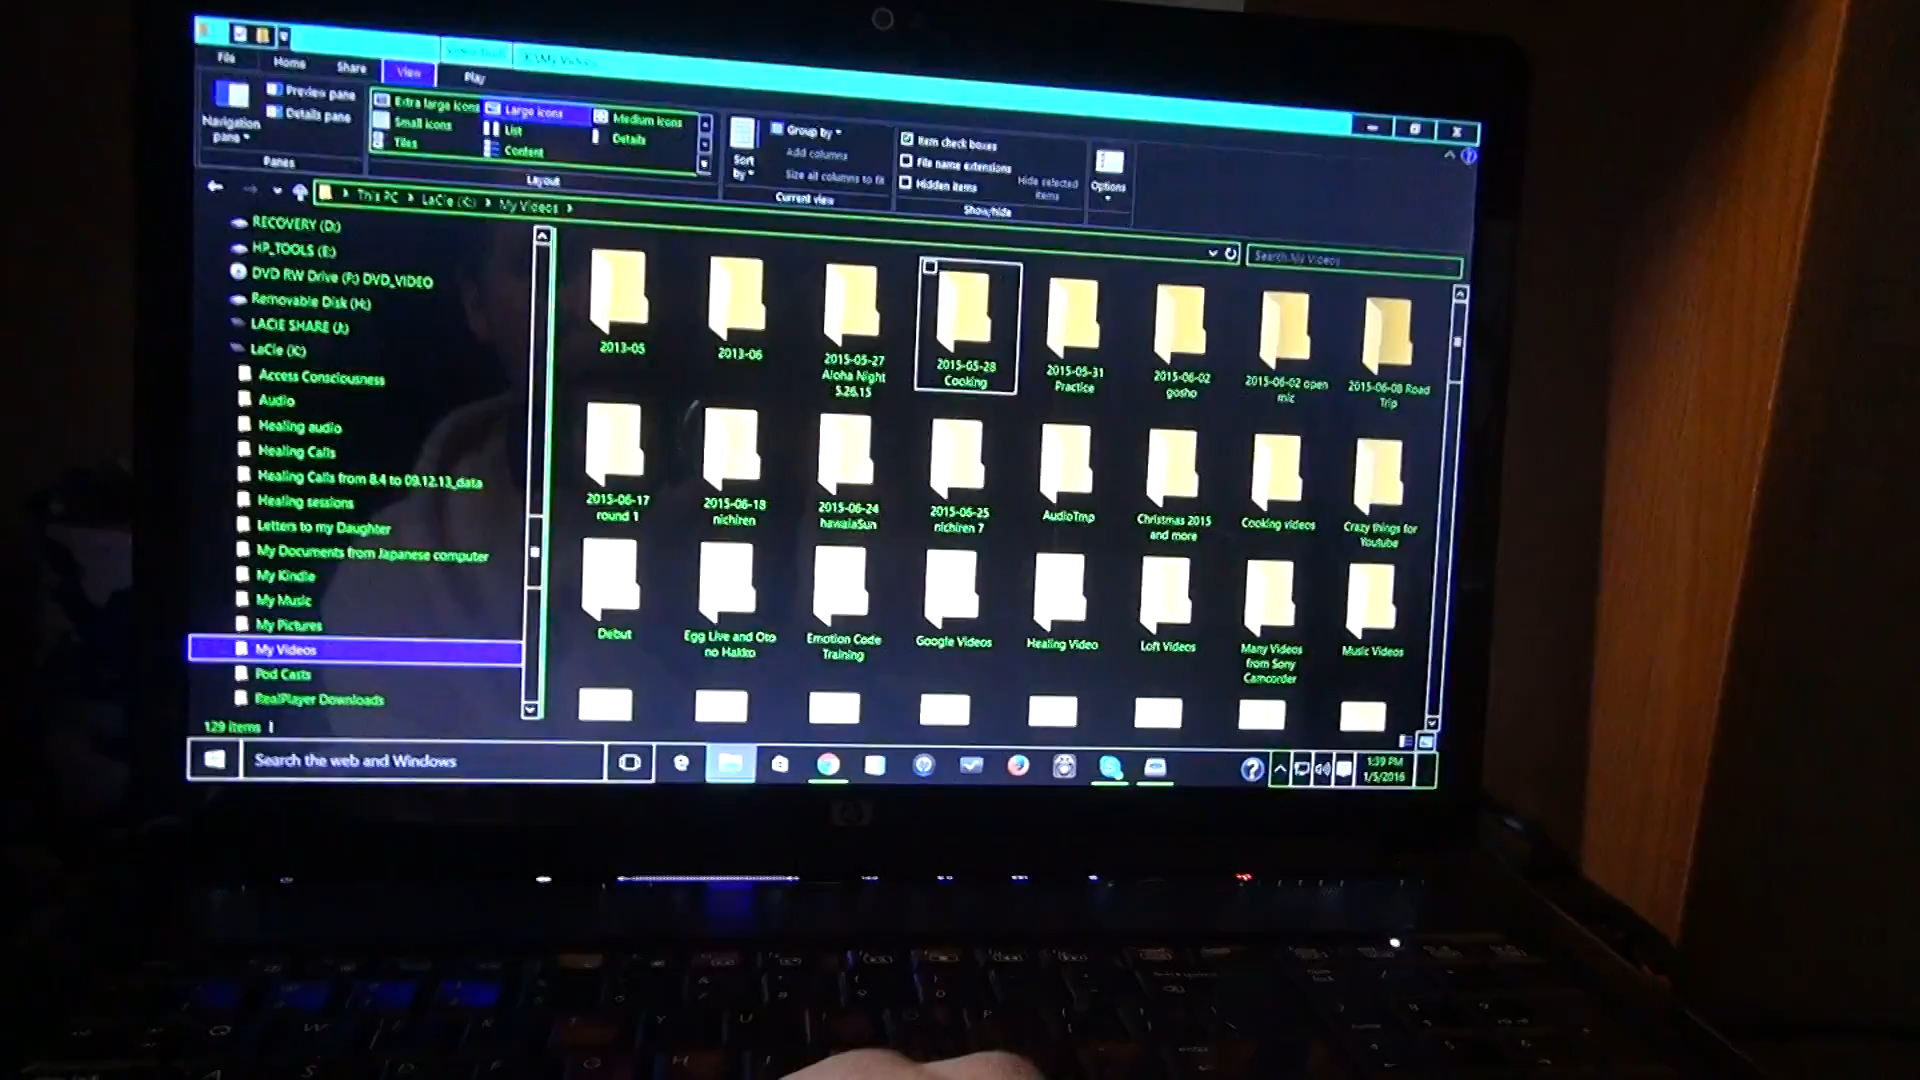 K:\My Videos
File Home Share View Play
Navigation pane
Preview pane
Details pane
Panes
Extra large icons Large icons Medium icons
Small icons List Details
Tiles Content
Layout
Sort by
Group by
Add columns
Size all columns to fit
Current view
Item check boxes
File name extensions
Hidden items
Hide selected items
Show/hide
Options
This PC > LaCie (K:) > My Videos >
Search My Videos
RECOVERY (D:)
HP_TOOLS (E:)
DVD RW Drive (F:) DVD_VIDEO
Removable Disk (H:)
LACIE SHARE (J:)
LaCie (K:)
Access Consciousness
Audio
Healing audio
Healing Calls
Healing Calls from 8.4 to 09.12.13_data
Healing sessions
Letters to my Daughter
My Documents from Japanese computer
My Kindle
My Music
My Pictures
My Videos
Pod Casts
RealPlayer Downloads
2013-05
2013-06
2015-05-27 Aloha Night 5.26.15
2015-05-28 Cooking
2015-05-31 Practice
2015-06-02 gosho
2015-06-02 open mic
2015-06-08 Road Trip
2015-06-17 round 1
2015-06-18 nichiren
2015-06-24 hawaiaSun
2015-06-25 nichiren 7
AudioTmp
Christmas 2015 and more
Cooking videos
Crazy things for Youtube
Debut
Egg Live and Oto no Hakko
Emotion Code Training
Google Videos
Healing Video
Loft Videos
Many Videos from Sony Camcorder
Music Videos
129 items
Search the web and Windows
1:39 PM
1/5/2016
hp